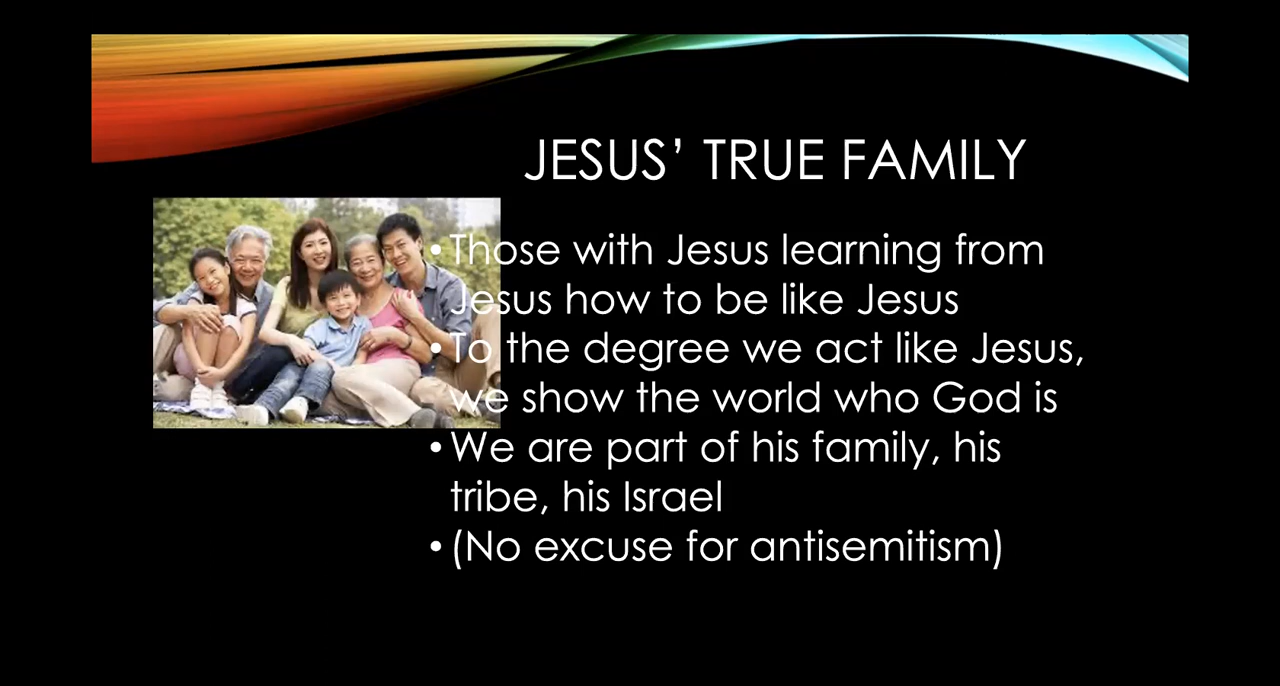 JESUS’ TRUE FAMILY
• Those with Jesus learning from
Jesus how to be like Jesus
• To the degree we act like Jesus,
we show the world who God is
• We are part of his family, his
tribe, his Israel
• (No excuse for antisemitism)